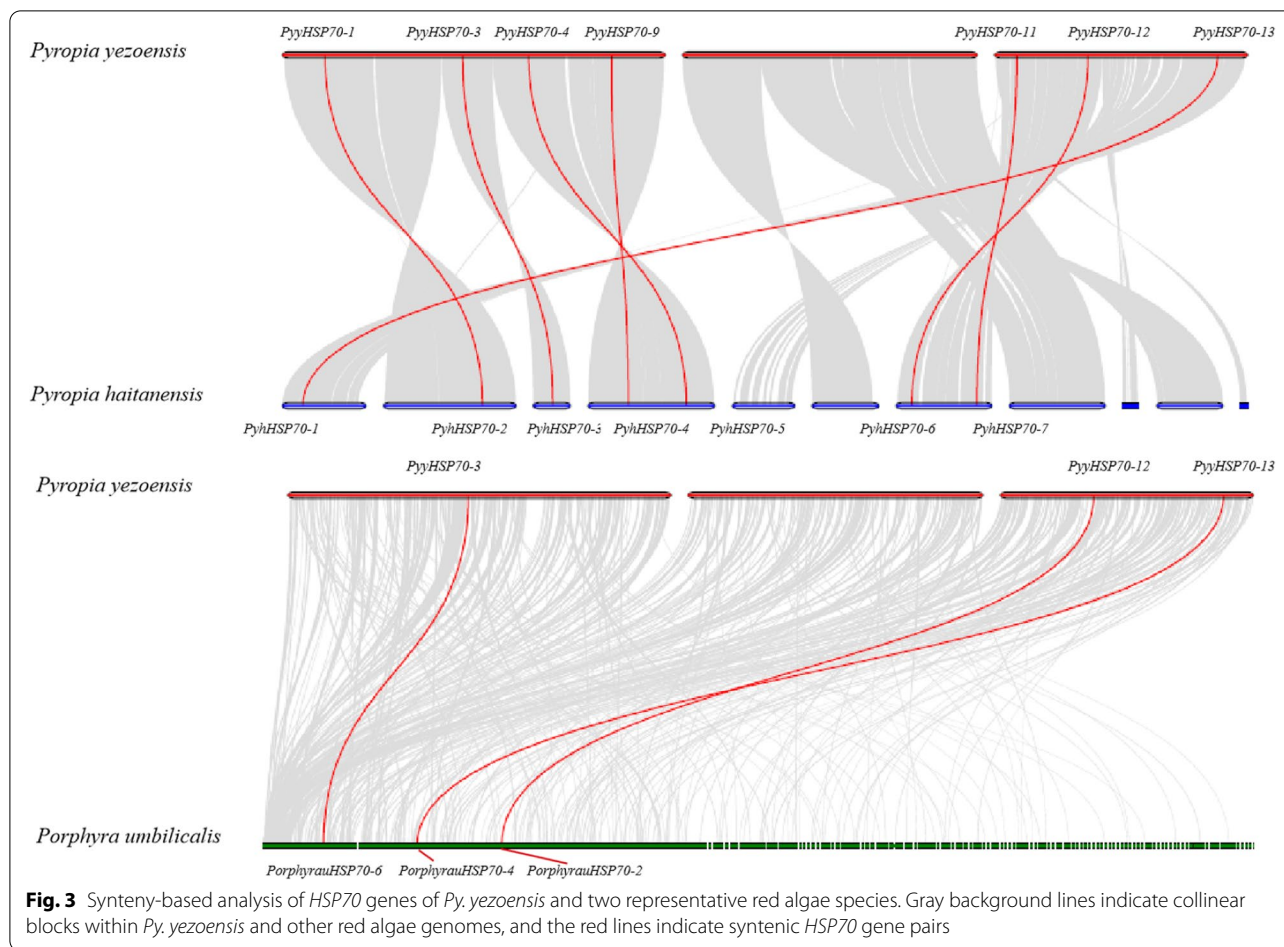 PyyHSP70-1 PyyHSP70-3 PyyHSP70-4 PyyHSP70-9 PyyHSP70-11 PyyHSP70-12 PyyHSP70-13
Pyropia yezoensis
Pyropia haitanensis
PyhHSP70-1 PyhHSP70-2 PyhHSP70-3 PyhHSP70-4 PyhHSP70-5 PyhHSP70-6 PyhHSP70-7
PyyHSP70-3 PyyHSP70-12 PyyHSP70-13
Pyropia yezoensis
Porphyra umbilicalis
PorphyrauHSP70-6 PorphyrauHSP70-4 PorphyrauHSP70-2
Fig. 3 Synteny-based analysis of HSP70 genes of Py. yezoensis and two representative red algae species. Gray background lines indicate collinear
blocks within Py. yezoensis and other red algae genomes, and the red lines indicate syntenic HSP70 gene pairs